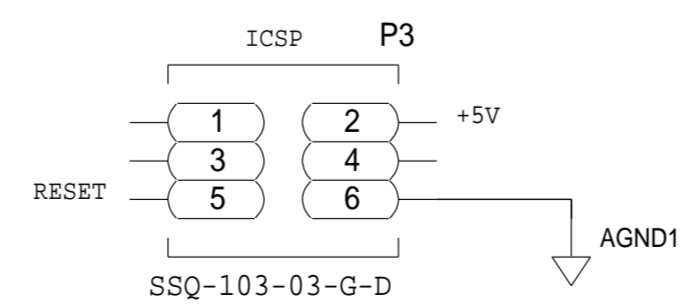 ICSP P3
1 2 +5V
3 4
RESET 5 6
AGND1
SSQ-103-03-G-D